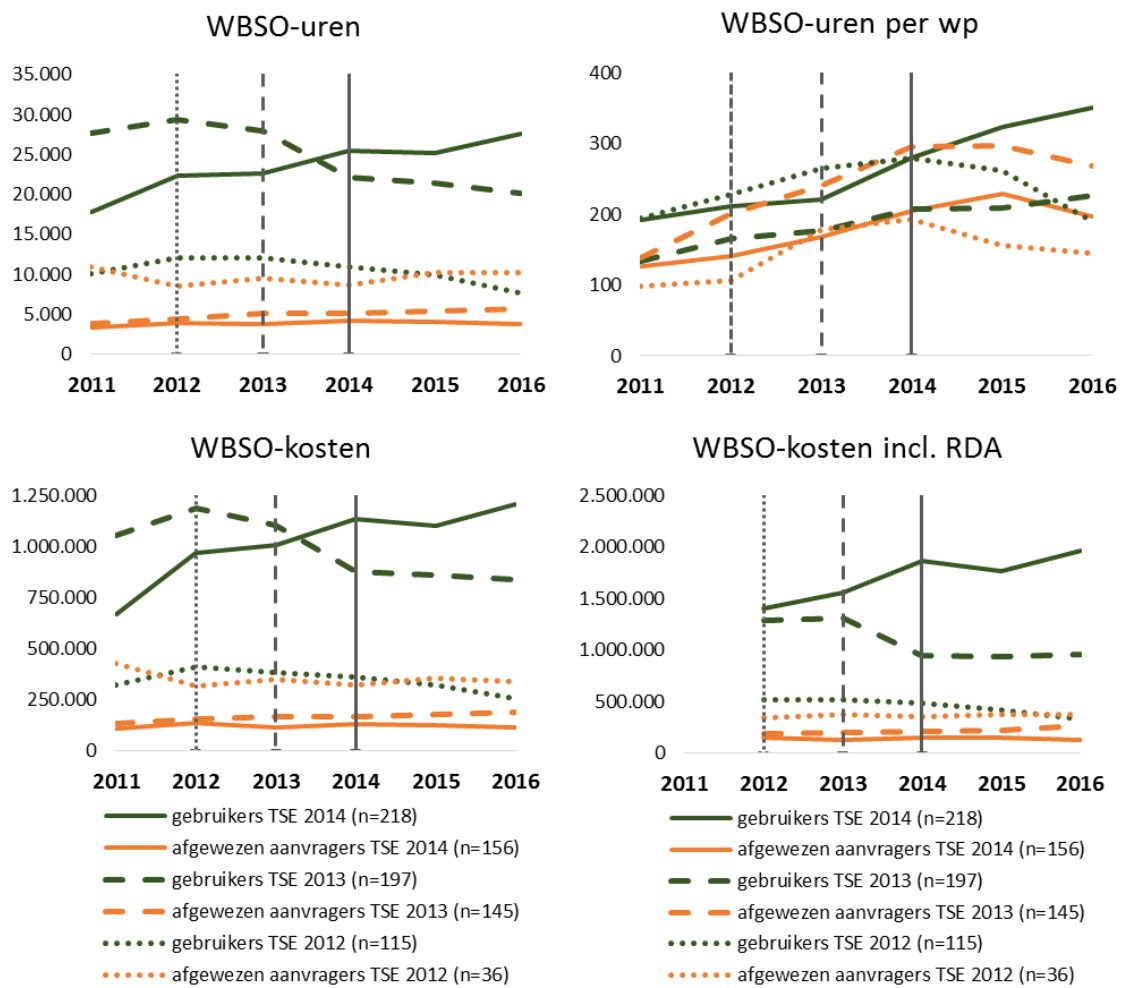 WBSO-uren
35.000
30.000
25.000
20.000
15.000
10.000
5.000
0
2011 2012 2013 2014 2015 2016
WBSO-uren per wp
400
300
200
100
0
2011 2012 2013 2014 2015 2016
WBSO-kosten
1.250.000
1.000.000
750.000
500.000
250.000
0
2011 2012 2013 2014 2015 2016
gebruikers TSE 2014 (n=218)
afgewezen aanvragers TSE 2014 (n=156)
gebruikers TSE 2013 (n=197)
afgewezen aanvragers TSE 2013 (n=145)
gebruikers TSE 2012 (n=115)
afgewezen aanvragers TSE 2012 (n=36)
WBSO-kosten incl. RDA
2.500.000
2.000.000
1.500.000
1.000.000
500.000
0
2011 2012 2013 2014 2015 2016
gebruikers TSE 2014 (n=218)
afgewezen aanvragers TSE 2014 (n=156)
gebruikers TSE 2013 (n=197)
afgewezen aanvragers TSE 2013 (n=145)
gebruikers TSE 2012 (n=115)
afgewezen aanvragers TSE 2012 (n=36)